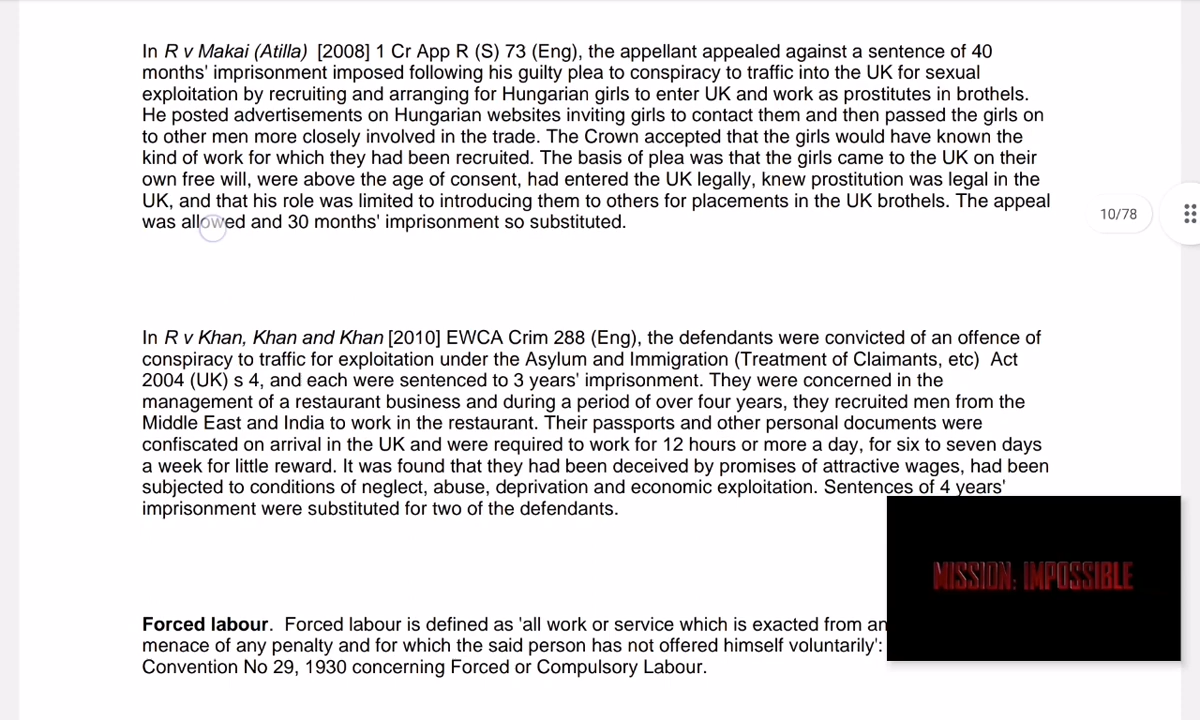 In R v Makai (Atilla) [2008] 1 Cr App R (S) 73 (Eng), the appellant appealed against a sentence of 40
months' imprisonment imposed following his guilty plea to conspiracy to traffic into the UK for sexual
exploitation by recruiting and arranging for Hungarian girls to enter UK and work as prostitutes in brothels.
He posted advertisements on Hungarian websites inviting girls to contact them and then passed the girls on
to other men more closely involved in the trade. The Crown accepted that the girls would have known the
kind of work for which they had been recruited. The basis of plea was that the girls came to the UK on their
own free will, were above the age of consent, had entered the UK legally, knew prostitution was legal in the
UK, and that his role was limited to introducing them to others for placements in the UK brothels. The appeal
was allowed and 30 months' imprisonment so substituted.
10/78
In R v Khan, Khan and Khan [2010] EWCA Crim 288 (Eng), the defendants were convicted of an offence of
conspiracy to traffic for exploitation under the Asylum and Immigration (Treatment of Claimants, etc) Act
2004 (UK) s 4, and each were sentenced to 3 years' imprisonment. They were concerned in the
management of a restaurant business and during a period of over four years, they recruited men from the
Middle East and India to work in the restaurant. Their passports and other personal documents were
confiscated on arrival in the UK and were required to work for 12 hours or more a day, for six to seven days
a week for little reward. It was found that they had been deceived by promises of attractive wages, had been
subjected to conditions of neglect, abuse, deprivation and economic exploitation. Sentences of 4 years'
imprisonment were substituted for two of the defendants.
MISSION: IMPOSSIBLE
Forced labour. Forced labour is defined as 'all work or service which is exacted from an
menace of any penalty and for which the said person has not offered himself voluntarily':
Convention No 29, 1930 concerning Forced or Compulsory Labour.